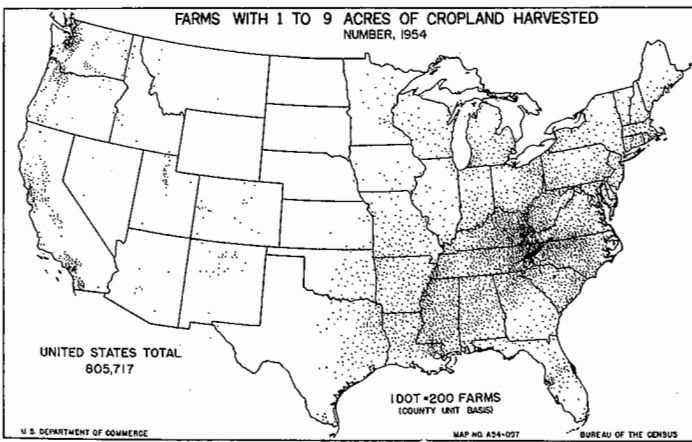 FARMS WITH 1 TO 9 ACRES OF CROPLAND HARVESTED
NUMBER, 1954
UNITED STATES TOTAL
805,717
1 DOT = 200 FARMS
(COUNTY UNIT BASIS)
U. S. DEPARTMENT OF COMMERCE
MAP NO. A54-097
BUREAU OF THE CENSUS